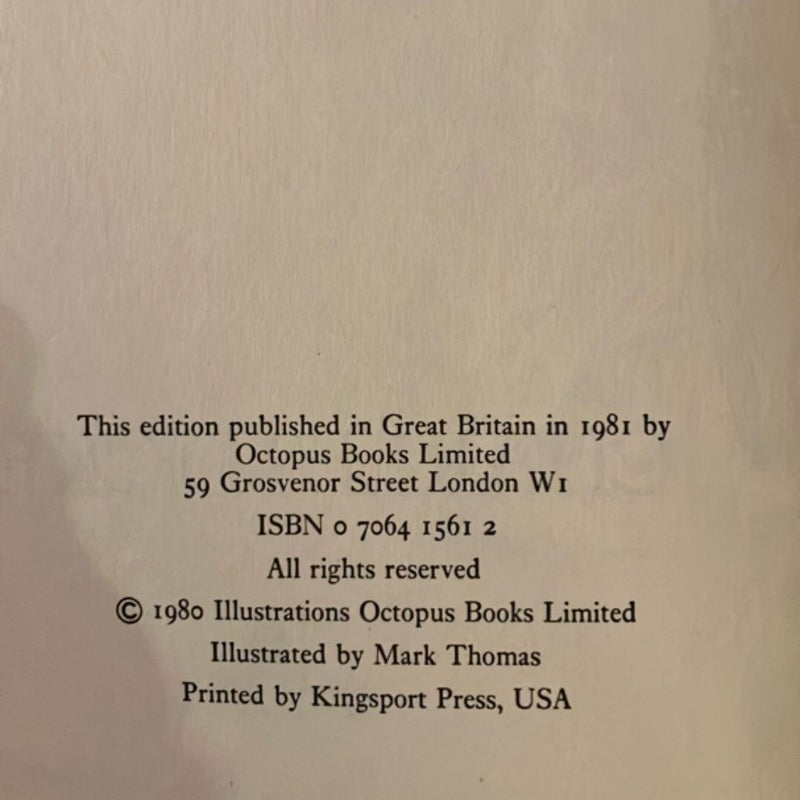 This edition published in Great Britain in 1981 by
Octopus Books Limited
59 Grosvenor Street London W1
ISBN 0 7064 1561 2
All rights reserved
© 1980 Illustrations Octopus Books Limited
Illustrated by Mark Thomas
Printed by Kingsport Press, USA